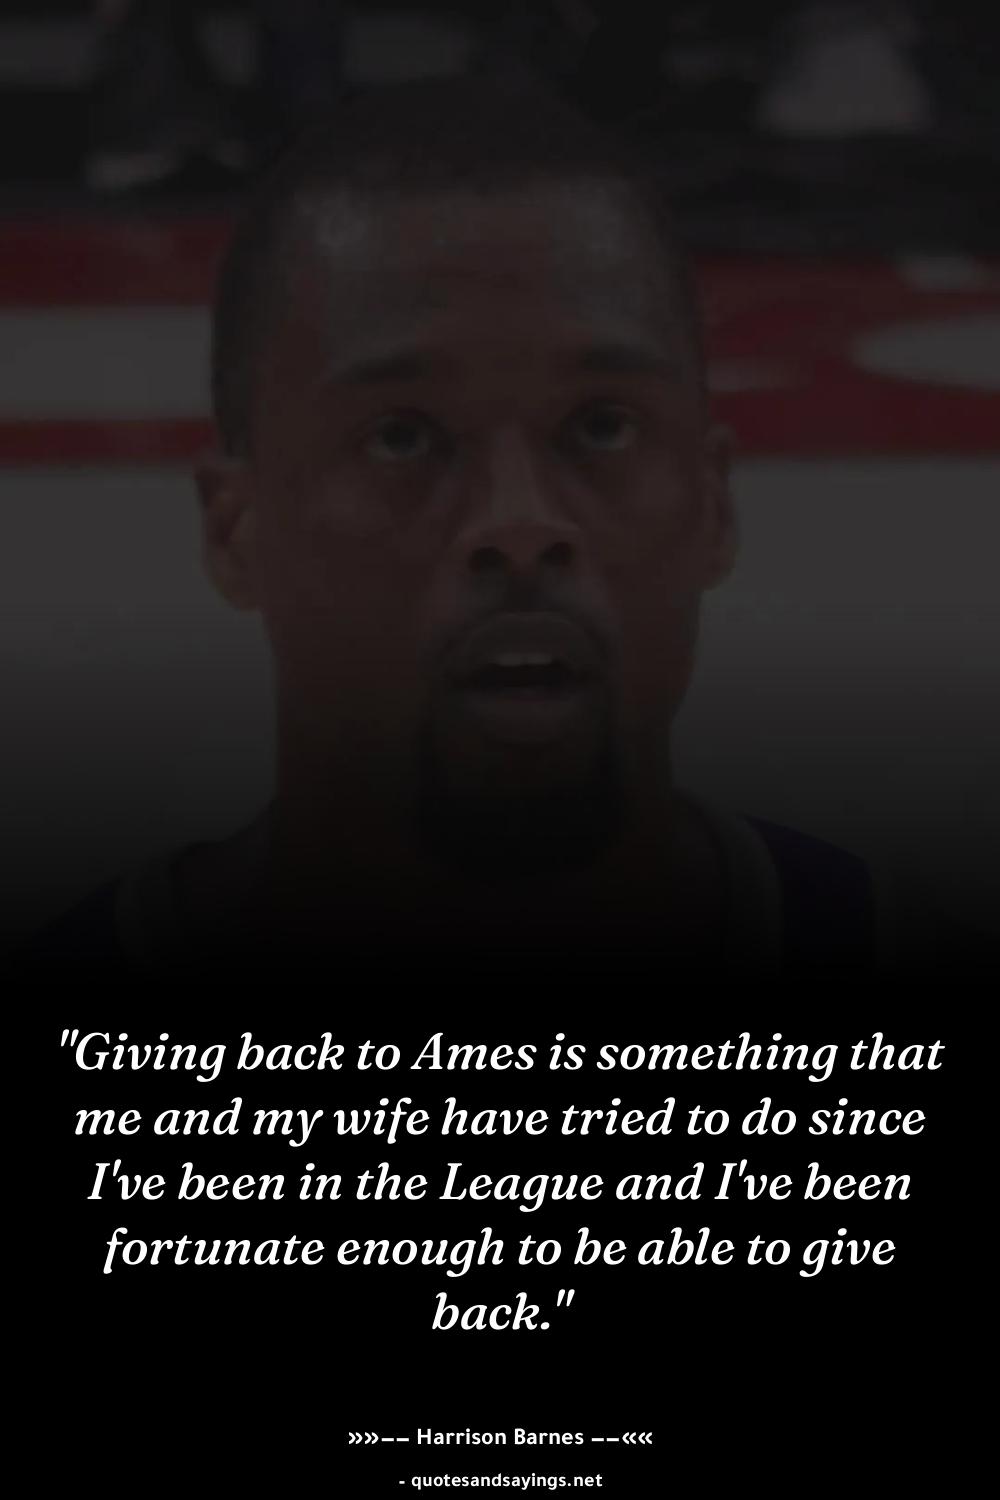 "Giving back to Ames is something that
me and my wife have tried to do since
I've been in the League and I've been
fortunate enough to be able to give
back."
»»–– Harrison Barnes ––««
- quotesandsayings.net